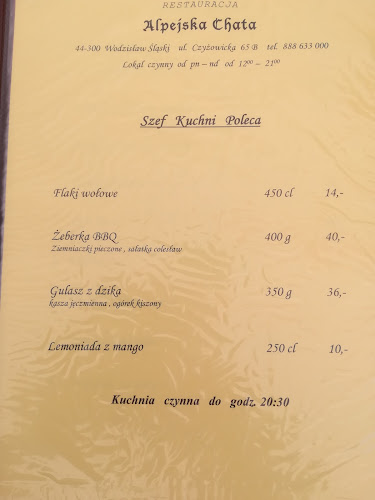 RESTAURACJA
Alpejska Chata
44-300 Wodzisław Śląski ul. Czyżowicka 65 B tel. 888 633 000
Lokal czynny od pn – nd od 12⁰⁰ – 21⁰⁰
Szef Kuchni Poleca
Flaki wołowe 450 cl 14,-
Żeberka BBQ 400 g 40,-
Ziemniaczki pieczone , sałatka colesław
Gulasz z dzika 350 g 36,-
kasza jęczmienna , ogórek kiszony
Lemoniada z mango 250 cl 10,-
Kuchnia czynna do godz. 20:30